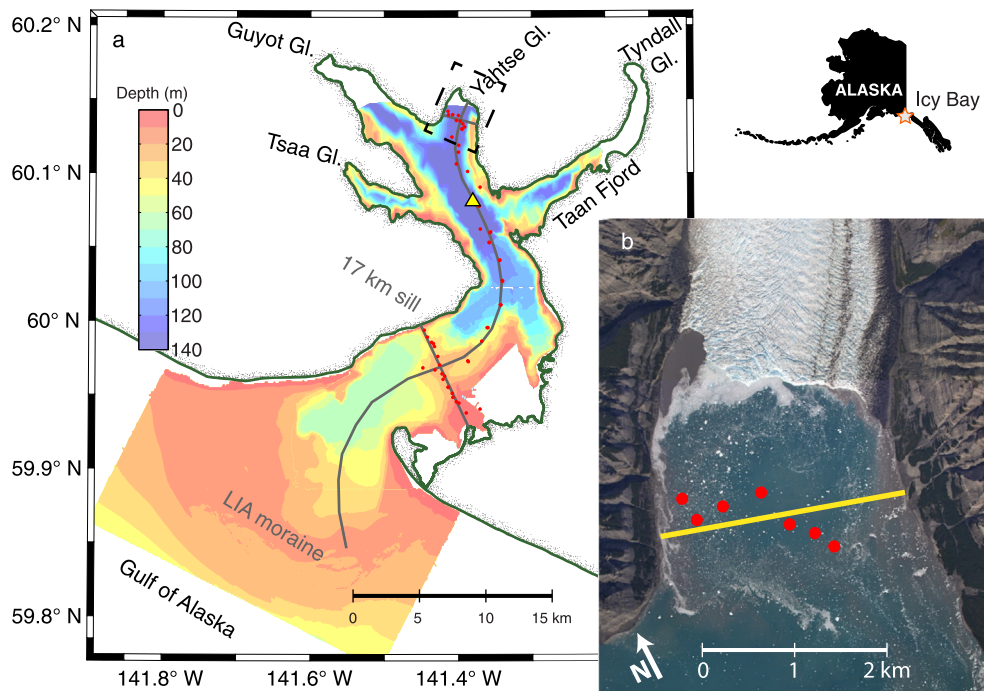 60.2° N
60.1° N
60° N
59.9° N
59.8° N
141.8° W
141.6° W
141.4° W
a
Depth (m)
0
20
40
60
80
100
120
140
Guyot Gl.
Yahtse Gl.
Tyndall
Gl.
Tsaa Gl.
Taan Fjord
17 km sill
LIA moraine
Gulf of Alaska
0 5 10 15 km
ALASKA
Icy Bay
b
N
0 1 2 km